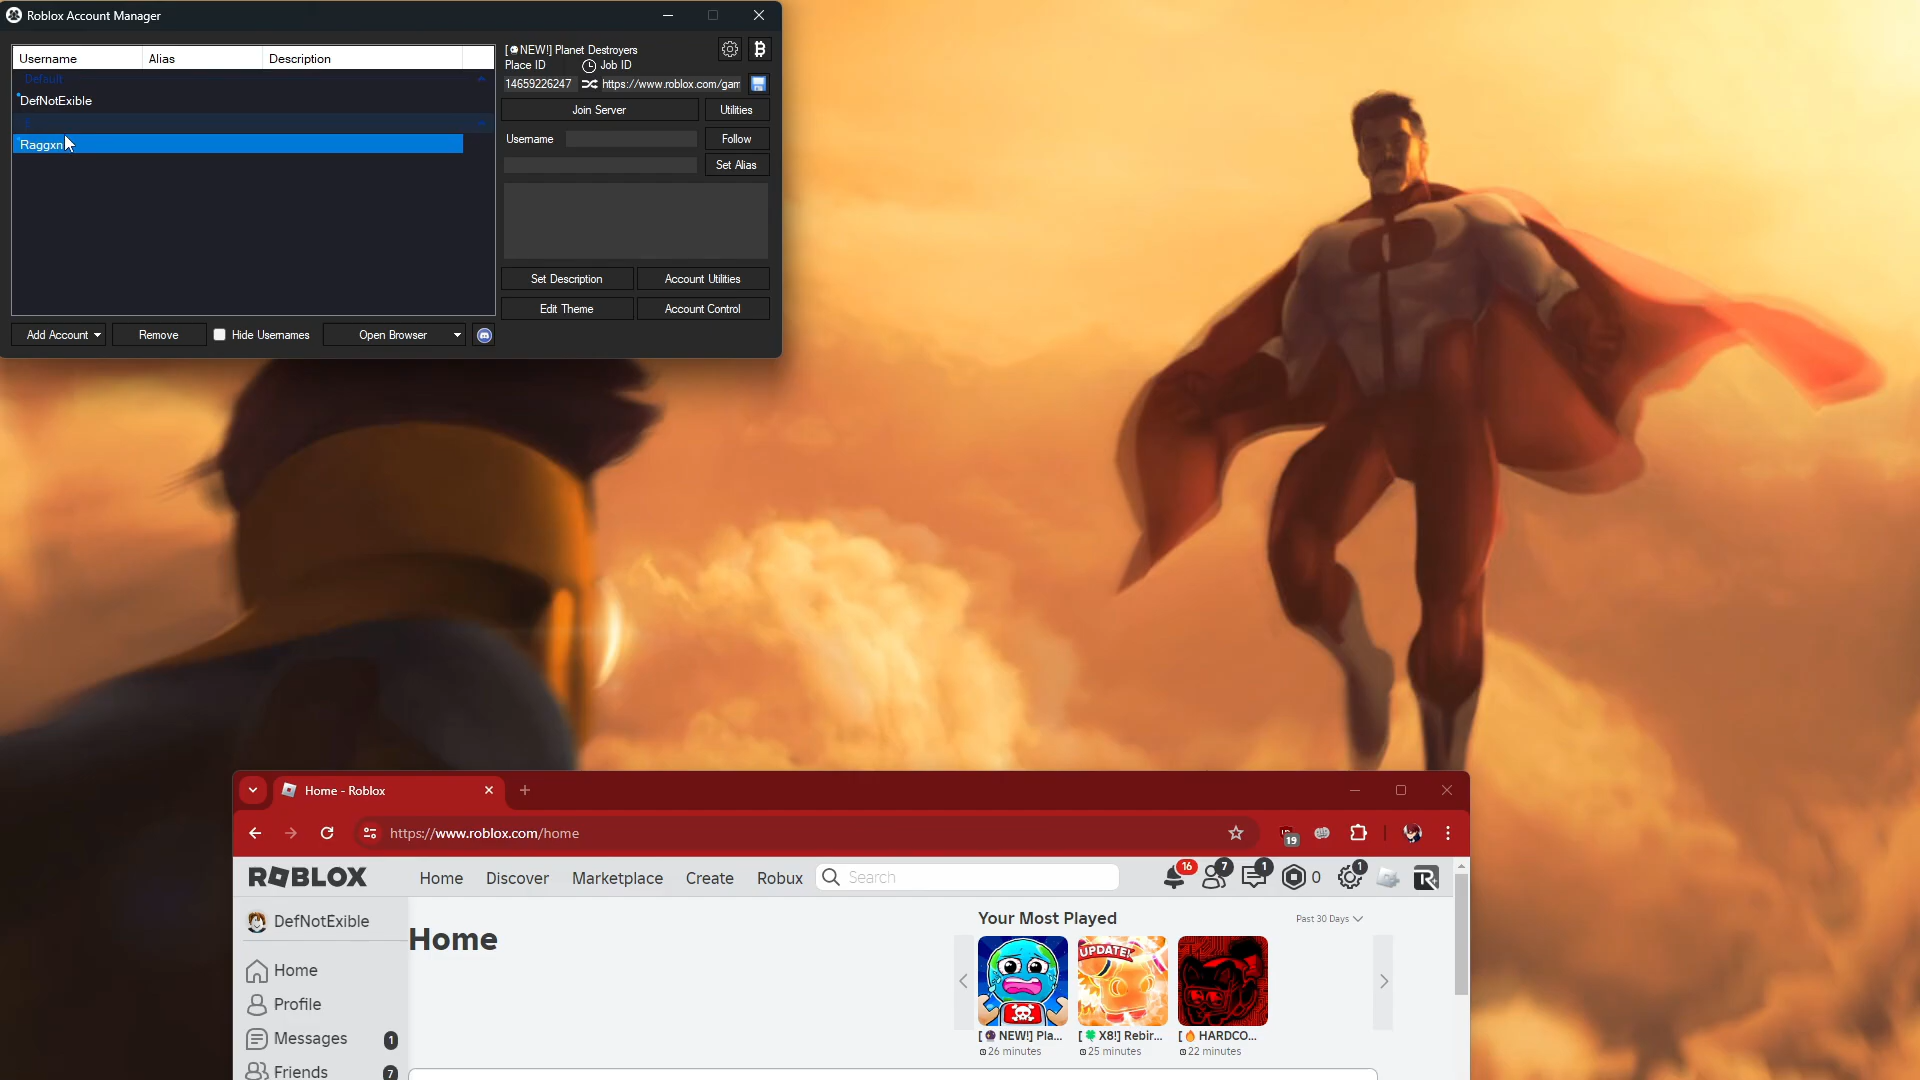 Roblox Account Manager
Username Alias Description
Default
DefNotExible
Raggxn
Add Account Remove Hide Usernames Open Browser
[NEW!] Planet Destroyers
Place ID Job ID
14659226247 https://www.roblox.com/gam
Join Server Utilities
Username Follow
Set Alias
Set Description Account Utilities
Edit Theme Account Control
Home - Roblox
https://www.roblox.com/home
19
ROBLOX Home Discover Marketplace Create Robux Search 16 7 1 0 1
DefNotExible
Home
Home
Profile
Messages 1
Friends 7
Your Most Played Past 30 Days
UPDATE!
[NEW!] Pla... [X8!] Rebir... [HARDCO...
26 minutes 25 minutes 22 minutes